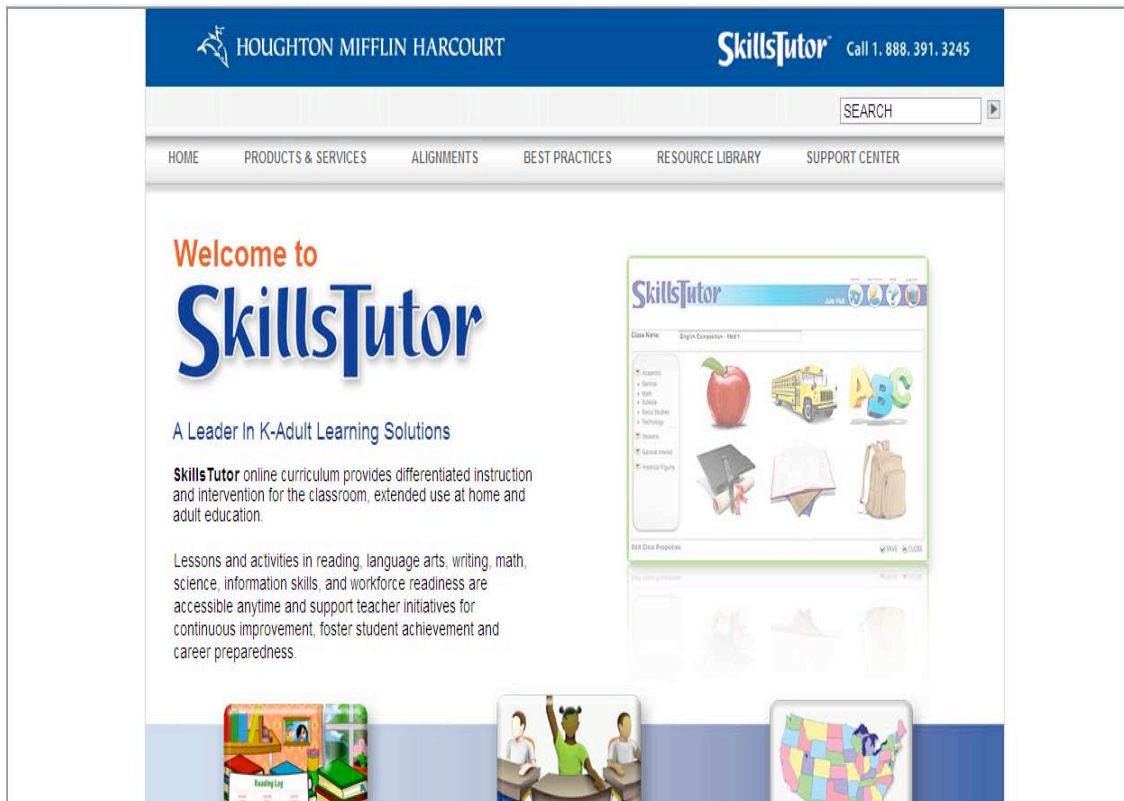 HOUGHTON MIFFLIN HARCOURT
SkillsTutor™ Call 1. 888. 391. 3245
SEARCH
HOME PRODUCTS & SERVICES ALIGNMENTS BEST PRACTICES RESOURCE LIBRARY SUPPORT CENTER
Welcome to
SkillsTutor
A Leader In K-Adult Learning Solutions
SkillsTutor online curriculum provides differentiated instruction
and intervention for the classroom, extended use at home and
adult education.
Lessons and activities in reading, language arts, writing, math,
science, information skills, and workforce readiness are
accessible anytime and support teacher initiatives for
continuous improvement, foster student achievement and
career preparedness.
SkillsTutor
Class Name: English Composition - Mod 1
Academic
General
Math
Science
Social Studies
Technology
Seasons
General Interest
Historical Figure
ABC
Edit Class Properties SAVE CLOSE
Reading Log